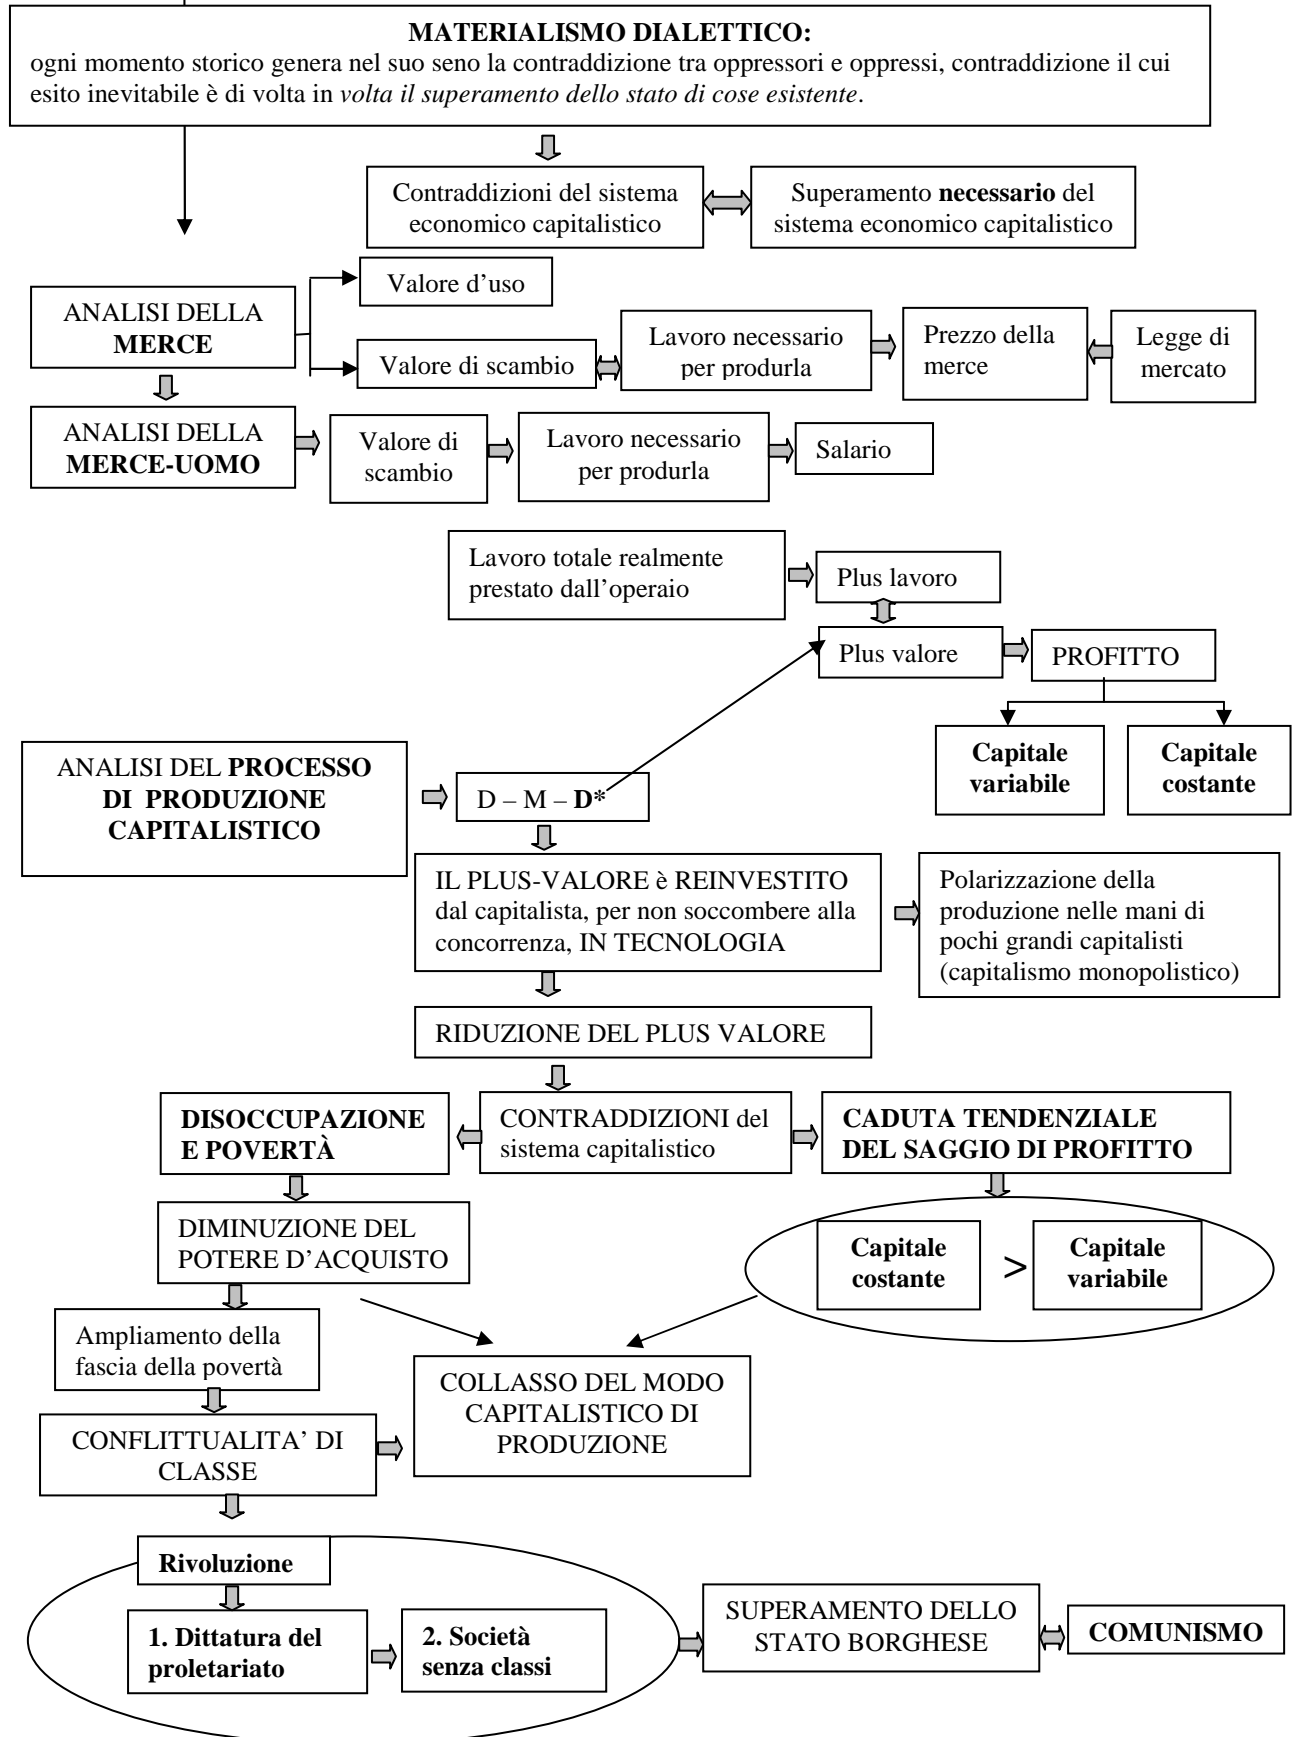 MATERIALISMO DIALETTICO:
ogni momento storico genera nel suo seno la contraddizione tra oppressori e oppressi, contraddizione il cui
esito inevitabile è di volta in volta il superamento dello stato di cose esistente.
Contraddizioni del sistema
economico capitalistico
Superamento necessario del
sistema economico capitalistico
ANALISI DELLA
MERCE
Valore d’uso
Valore di scambio
Lavoro necessario
per produrla
Prezzo della
merce
Legge di
mercato
ANALISI DELLA
MERCE-UOMO
Valore di
scambio
Lavoro necessario
per produrla
Salario
Lavoro totale realmente
prestato dall’operaio
Plus lavoro
Plus valore
PROFITTO
Capitale
variabile
Capitale
costante
ANALISI DEL PROCESSO
DI PRODUZIONE
CAPITALISTICO
D – M – D*
IL PLUS-VALORE è REINVESTITO
dal capitalista, per non soccombere alla
concorrenza, IN TECNOLOGIA
Polarizzazione della
produzione nelle mani di
pochi grandi capitalisti
(capitalismo monopolistico)
RIDUZIONE DEL PLUS VALORE
DISOCCUPAZIONE
E POVERTÀ
CONTRADDIZIONI del
sistema capitalistico
CADUTA TENDENZIALE
DEL SAGGIO DI PROFITTO
DIMINUZIONE DEL
POTERE D’ACQUISTO
Capitale
costante
>
Capitale
variabile
Ampliamento della
fascia della povertà
COLLASSO DEL MODO
CAPITALISTICO DI
PRODUZIONE
CONFLITTUALITA’ DI
CLASSE
Rivoluzione
1. Dittatura del
proletariato
2. Società
senza classi
SUPERAMENTO DELLO
STATO BORGHESE
COMUNISMO